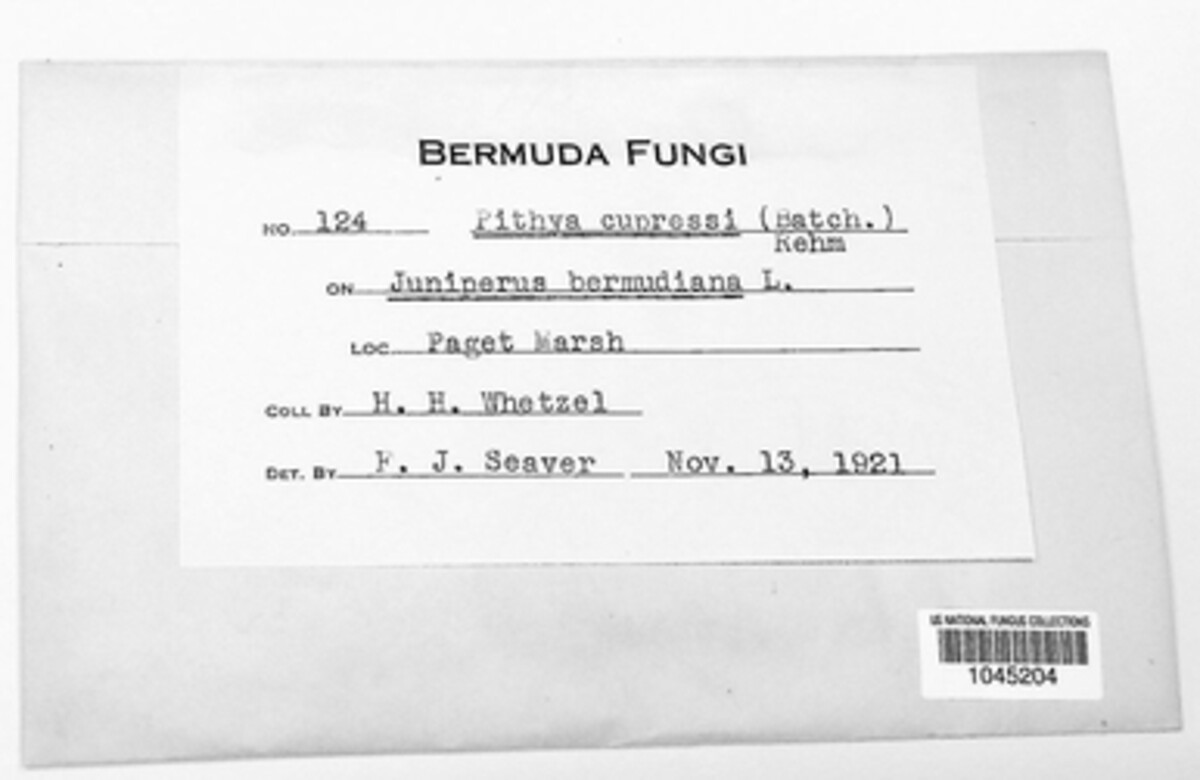 BERMUDA FUNGI
NO. 124 Pithya cupressi (Batch.)
Rehm
ON Juniperus bermudiana L.
LOC. Paget Marsh
COLL BY H. H. Whetzel
DET. BY F. J. Seaver Nov. 13, 1921
US NATIONAL FUNGUS COLLECTIONS
1045204